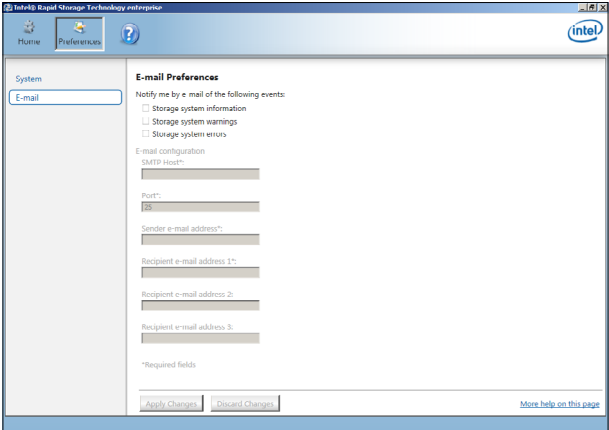 Intel® Rapid Storage Technology enterprise
Home
Preferences
?
intel
System
E-mail
E-mail Preferences
Notify me by e-mail of the following events:
Storage system information
Storage system warnings
Storage system errors
E-mail configuration
SMTP Host*:
Port*:
25
Sender e-mail address*:
Recipient e-mail address 1*:
Recipient e-mail address 2:
Recipient e-mail address 3:
*Required fields
Apply Changes
Discard Changes
More help on this page